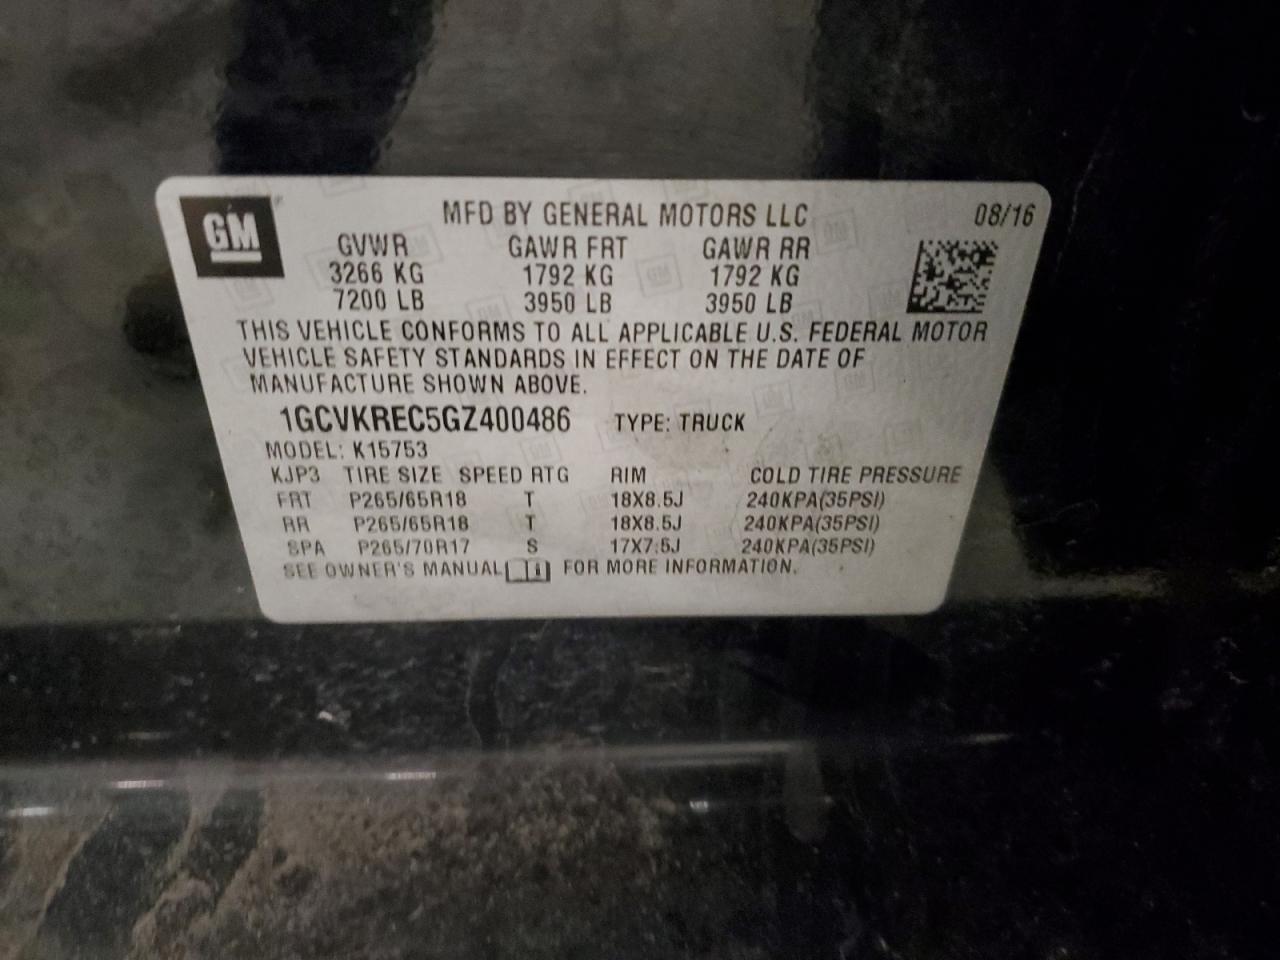 GM
MFD BY GENERAL MOTORS LLC 08/16
GVWR GAWR FRT GAWR RR
3266 KG 1792 KG 1792 KG
7200 LB 3950 LB 3950 LB
THIS VEHICLE CONFORMS TO ALL APPLICABLE U.S. FEDERAL MOTOR
VEHICLE SAFETY STANDARDS IN EFFECT ON THE DATE OF
MANUFACTURE SHOWN ABOVE.
1GCVKREC5GZ400486 TYPE: TRUCK
MODEL: K15753
KJP3 TIRE SIZE SPEED RTG RIM COLD TIRE PRESSURE
FRT P265/65R18 T 18X8.5J 240KPA(35PSI)
RR P265/65R18 T 18X8.5J 240KPA(35PSI)
SPA P265/70R17 S 17X7.5J 240KPA(35PSI)
SEE OWNER'S MANUAL FOR MORE INFORMATION.